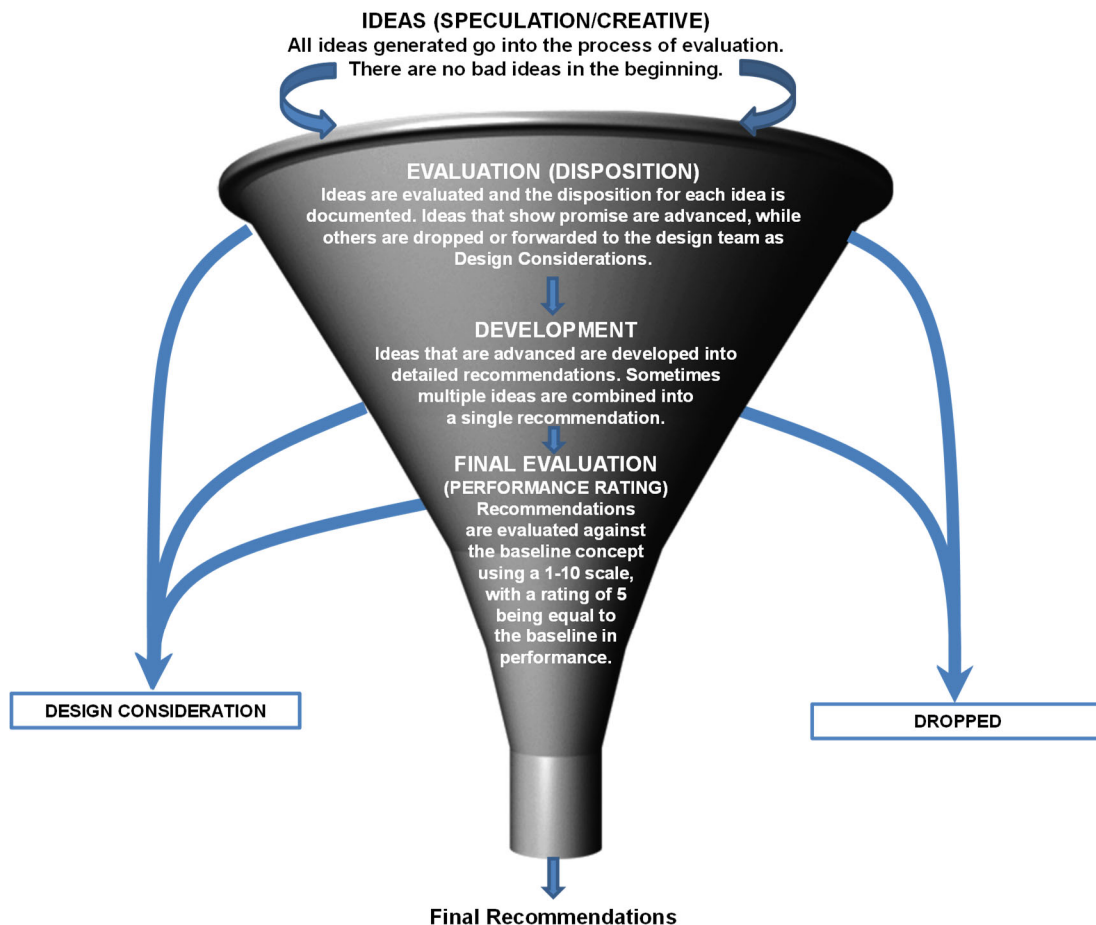 IDEAS (SPECULATION/CREATIVE)
All ideas generated go into the process of evaluation.
There are no bad ideas in the beginning.
EVALUATION (DISPOSITION)
Ideas are evaluated and the disposition for each idea is
documented. Ideas that show promise are advanced, while
others are dropped or forwarded to the design team as
Design Considerations.
DEVELOPMENT
Ideas that are advanced are developed into
detailed recommendations. Sometimes
multiple ideas are combined into
a single recommendation.
FINAL EVALUATION
(PERFORMANCE RATING)
Recommendations
are evaluated against
the baseline concept
using a 1-10 scale,
with a rating of 5
being equal to
the baseline in
performance.
DESIGN CONSIDERATION
DROPPED
Final Recommendations